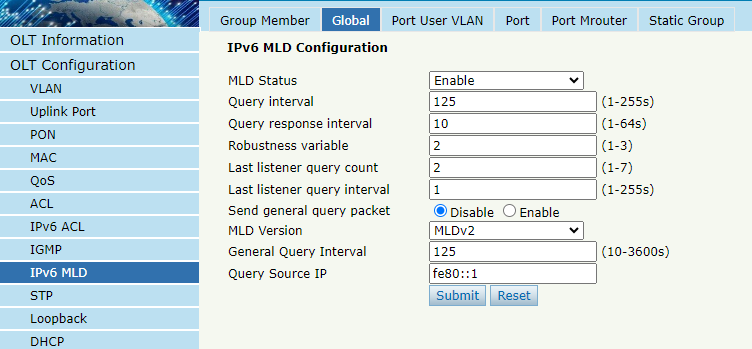 Group Member Global Port User VLAN Port Port Mrouter Static Group
OLT Information
OLT Configuration
VLAN
Uplink Port
PON
MAC
QoS
ACL
IPv6 ACL
IGMP
IPv6 MLD
STP
Loopback
DHCP
IPv6 MLD Configuration
MLD Status Enable
Query interval 125 (1-255s)
Query response interval 10 (1-64s)
Robustness variable 2 (1-3)
Last listener query count 2 (1-7)
Last listener query interval 1 (1-255s)
Send general query packet Disable Enable
MLD Version MLDv2
General Query Interval 125 (10-3600s)
Query Source IP fe80::1
Submit Reset